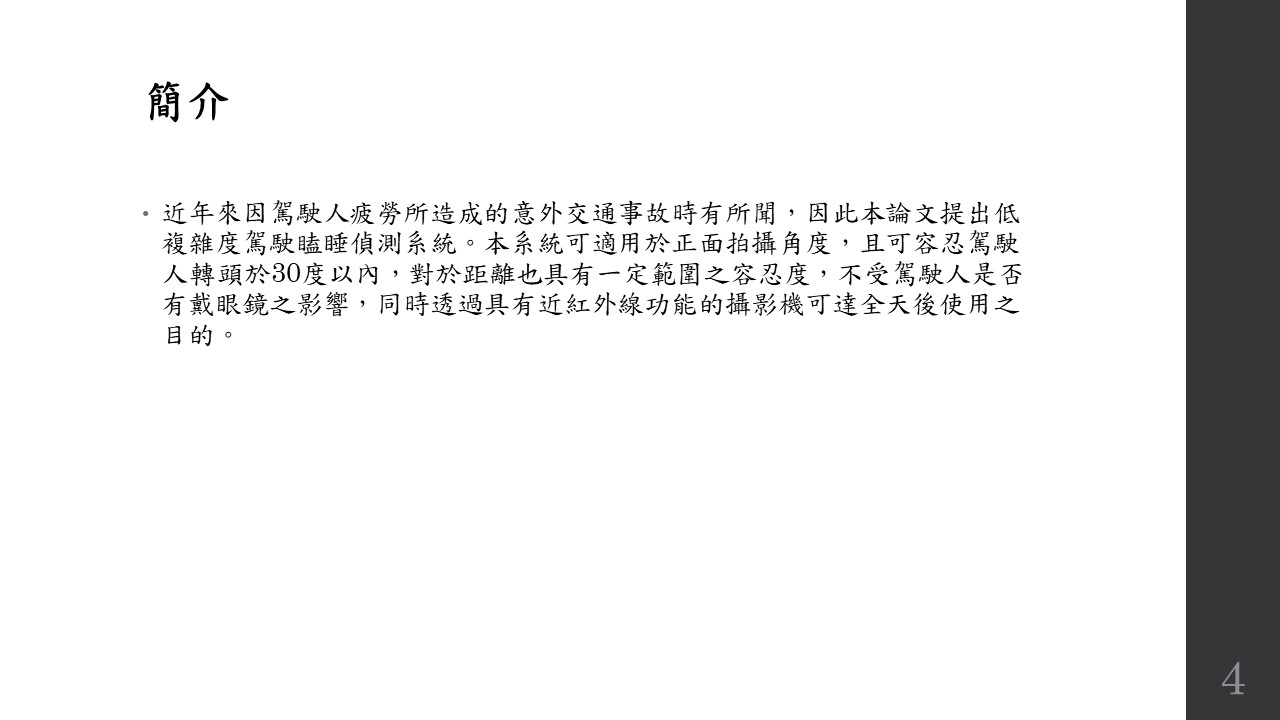 簡介
• 近年來因駕駛人疲勞所造成的意外交通事故時有所聞，因此本論文提出低
複雜度駕駛瞌睡偵測系統。本系統可適用於正面拍攝角度，且可容忍駕駛
人轉頭於30度以內，對於距離也具有一定範圍之容忍度，不受駕駛人是否
有戴眼鏡之影響，同時透過具有近紅外線功能的攝影機可達全天後使用之
目的。
4